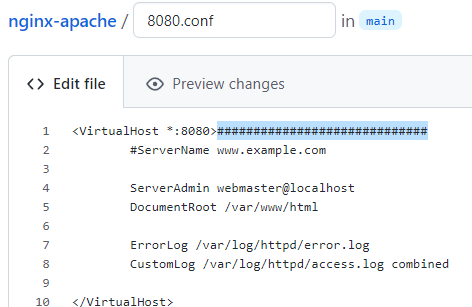 nginx-apache / 8080.conf in main
Edit file Preview changes
1 <VirtualHost *:8080>#############################
2 #ServerName www.example.com
3
4 ServerAdmin webmaster@localhost
5 DocumentRoot /var/www/html
6
7 ErrorLog /var/log/httpd/error.log
8 CustomLog /var/log/httpd/access.log combined
9
10 </VirtualHost>